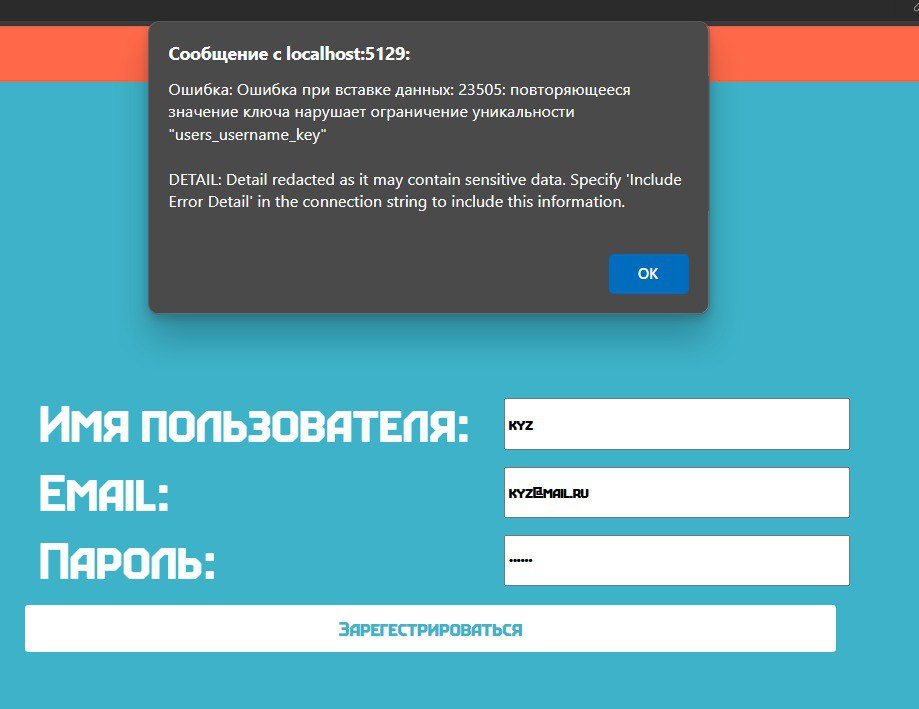 Сообщение с localhost:5129:
Ошибка: Ошибка при вставке данных: 23505: повторяющееся
значение ключа нарушает ограничение уникальности
"users_username_key"
DETAIL: Detail redacted as it may contain sensitive data. Specify 'Include
Error Detail' in the connection string to include this information.
OK
Имя пользователя:
KYZ
Email:
KYZ@MAIL.RU
Пароль:
••••••
Зарегестрироваться